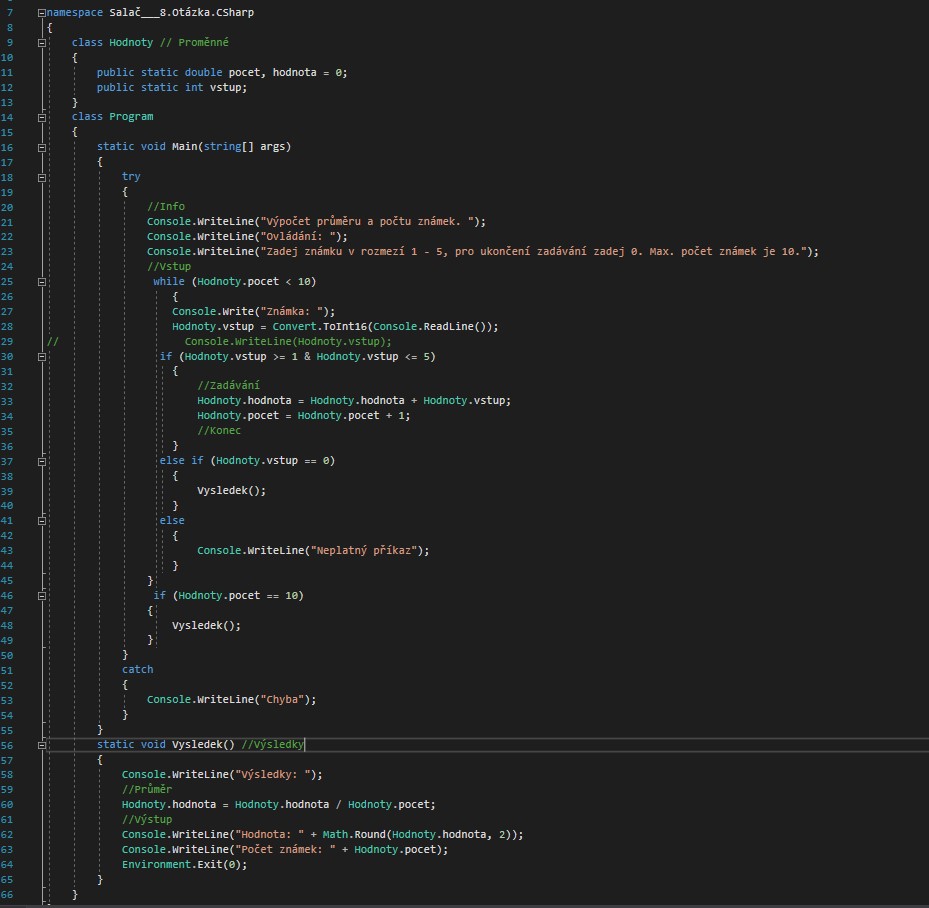 7 namespace Salač___8.Otázka.CSharp
8 {
9 class Hodnoty // Proměnné
10 {
11 public static double pocet, hodnota = 0;
12 public static int vstup;
13 }
14 class Program
15 {
16 static void Main(string[] args)
17 {
18 try
19 {
20 //Info
21 Console.WriteLine("Výpočet průměru a počtu známek. ");
22 Console.WriteLine("Ovládání: ");
23 Console.WriteLine("Zadej známku v rozmezí 1 - 5, pro ukončení zadávání zadej 0. Max. počet známek je 10.");
24 //Vstup
25 while (Hodnoty.pocet < 10)
26 {
27 Console.Write("Známka: ");
28 Hodnoty.vstup = Convert.ToInt16(Console.ReadLine());
29 // Console.WriteLine(Hodnoty.vstup);
30 if (Hodnoty.vstup >= 1 & Hodnoty.vstup <= 5)
31 {
32 //Zadávání
33 Hodnoty.hodnota = Hodnoty.hodnota + Hodnoty.vstup;
34 Hodnoty.pocet = Hodnoty.pocet + 1;
35 //Konec
36 }
37 else if (Hodnoty.vstup == 0)
38 {
39 Vysledek();
40 }
41 else
42 {
43 Console.WriteLine("Neplatný příkaz");
44 }
45 }
46 if (Hodnoty.pocet == 10)
47 {
48 Vysledek();
49 }
50 }
51 catch
52 {
53 Console.WriteLine("Chyba");
54 }
55 }
56 static void Vysledek() //Výsledky
57 {
58 Console.WriteLine("Výsledky: ");
59 //Průměr
60 Hodnoty.hodnota = Hodnoty.hodnota / Hodnoty.pocet;
61 //Výstup
62 Console.WriteLine("Hodnota: " + Math.Round(Hodnoty.hodnota, 2));
63 Console.WriteLine("Počet známek: " + Hodnoty.pocet);
64 Environment.Exit(0);
65 }
66 }